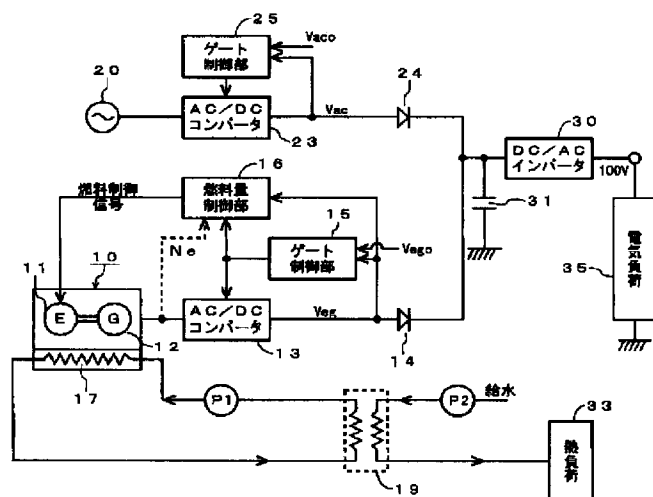 25
ゲート
制御部
Vaco
20
24
AC/DC
コンバータ
Vac
23
30
DC/AC
インバータ
100V
16
燃料制御
信号
燃料量
制御部
31
15
11
10
Ne
ゲート
制御部
Vego
電気負荷
35
E
G
AC/DC
コンバータ
Veg
12
13
14
17
P1
P2
給水
33
熱負荷
19